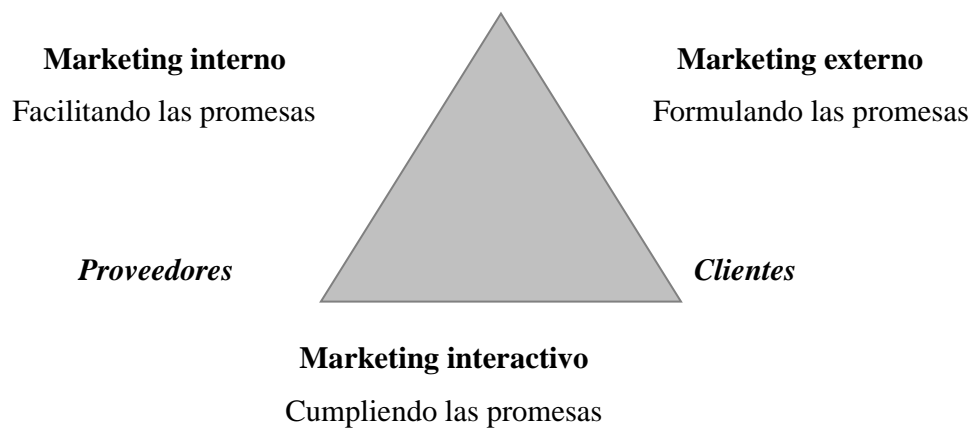 Marketing interno
Marketing externo
Facilitando las promesas
Formulando las promesas
Proveedores
Clientes
Marketing interactivo
Cumpliendo las promesas